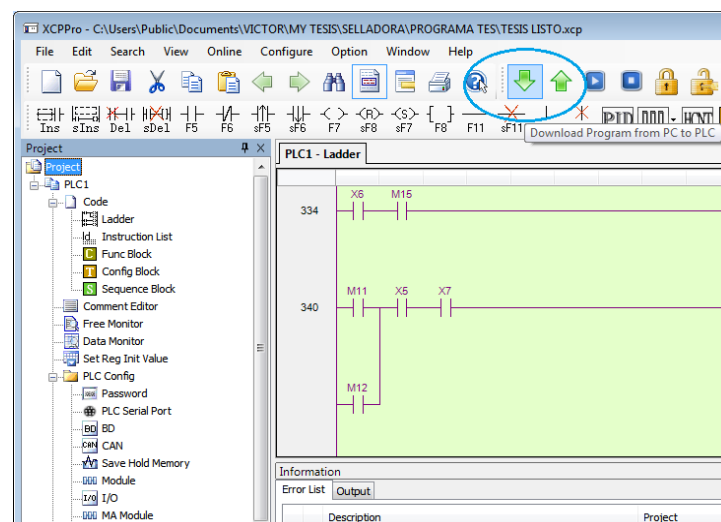 XCPPro - C:\Users\Public\Documents\VICTOR\MY TESIS\SELLADORA\PROGRAMA TES\TESIS LISTO.xcp
File Edit Search View Online Configure Option Window Help
Ins sIns Del sDel F5 F6 sF5 sF6 F7 sF8 sF7 F8 F11 sF11 PID HCNT
Download Program from PC to PLC
Project
PLC1 - Ladder
Project
PLC1
Code
Ladder
Instruction List
Func Block
Config Block
Sequence Block
Comment Editor
Free Monitor
Data Monitor
Set Reg Init Value
PLC Config
Password
PLC Serial Port
BD BD
CAN CAN
Save Hold Memory
Module
I/O I/O
MA Module
X6 M15
334
M11 X5 X7
340
M12
Information
Error List Output
Description Project